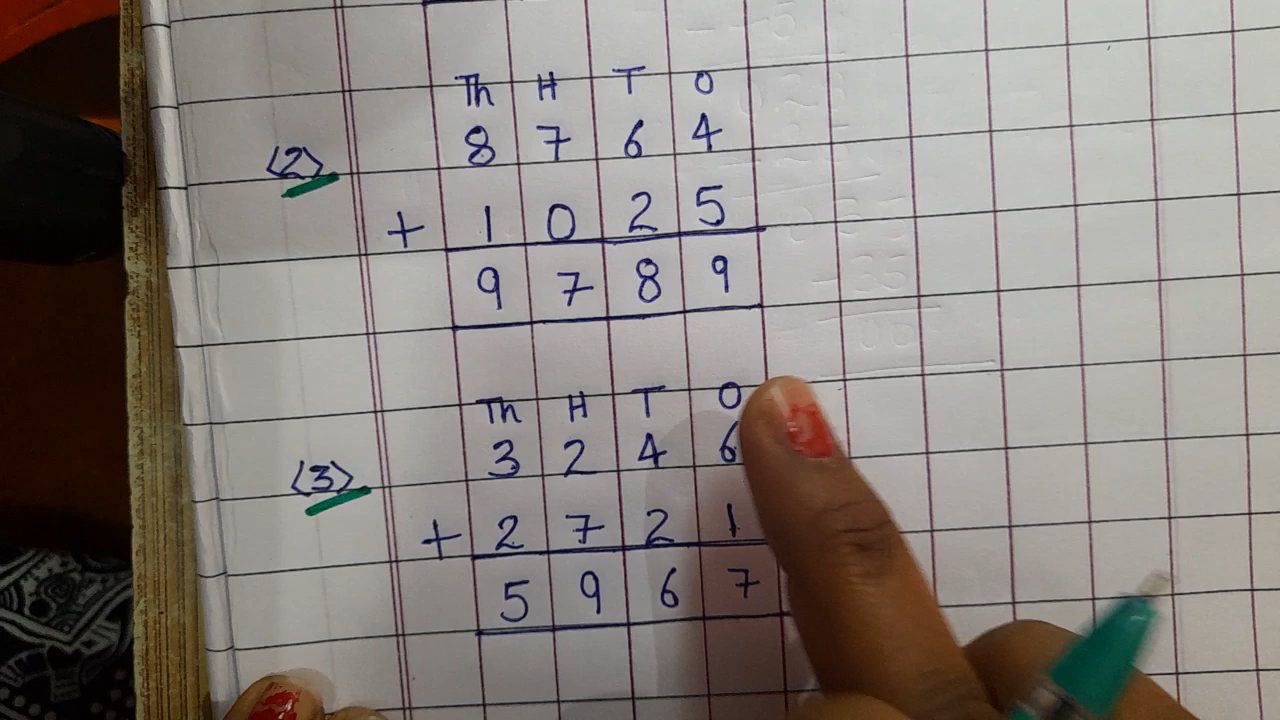 Th H T O
⟨2⟩ 8 7 6 4
+ 1 0 2 5
9 7 8 9
Th H T O
⟨3⟩ 3 2 4 6
+ 2 7 2 1
5 9 6 7